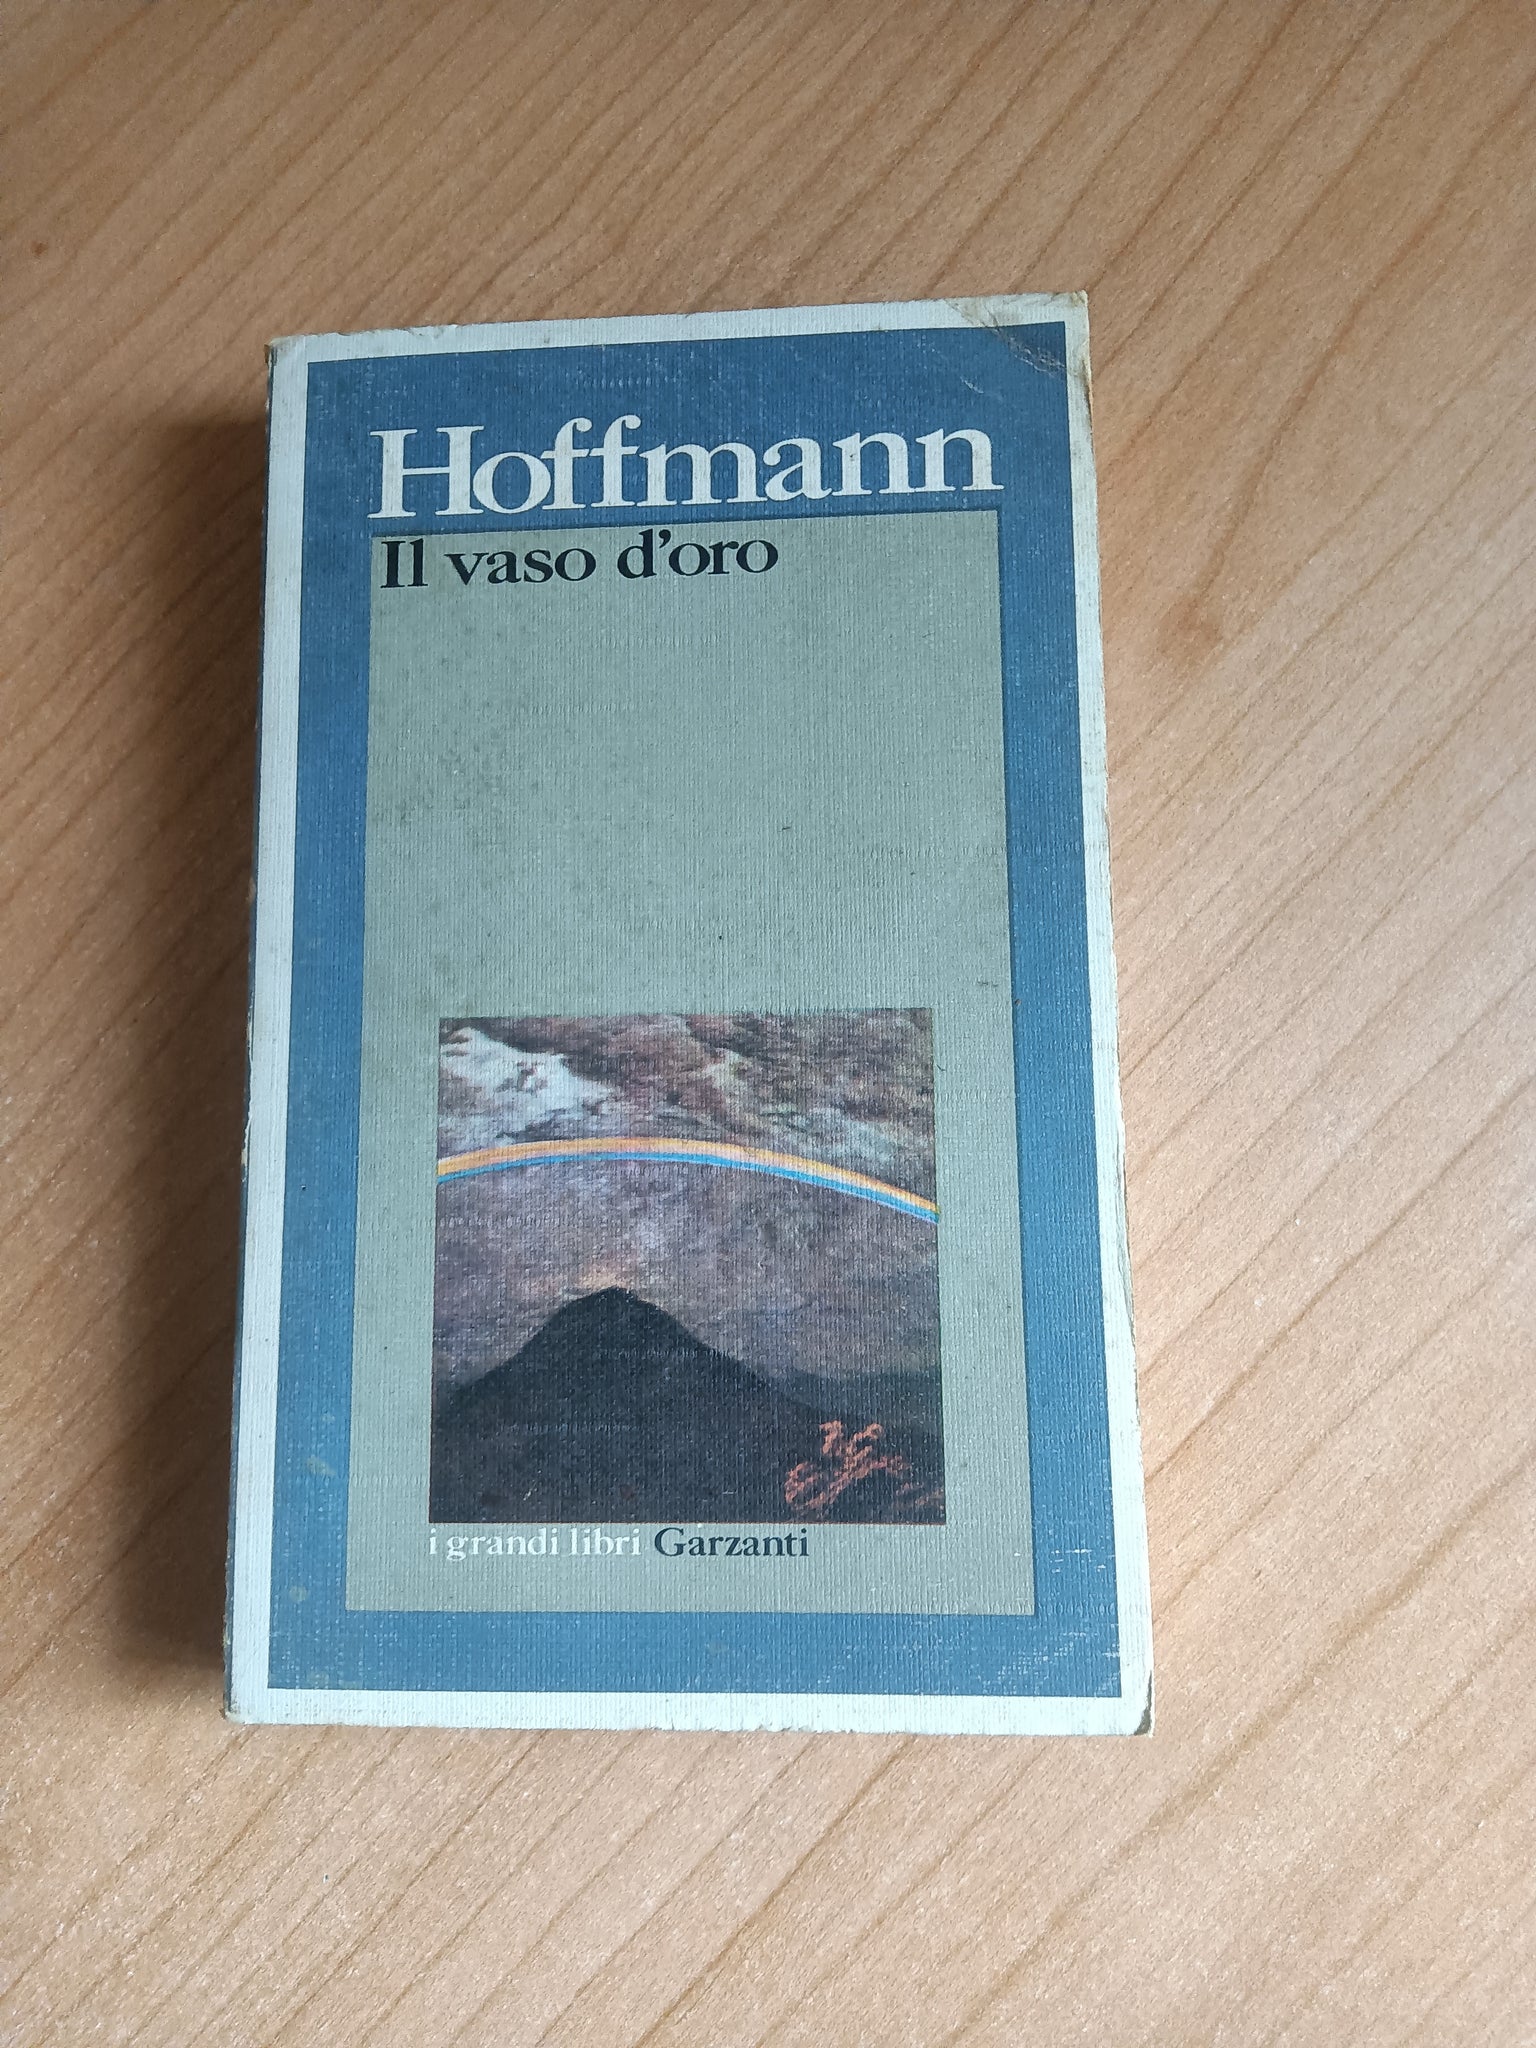 Hoffmann
Il vaso d'oro
i grandi libri Garzanti